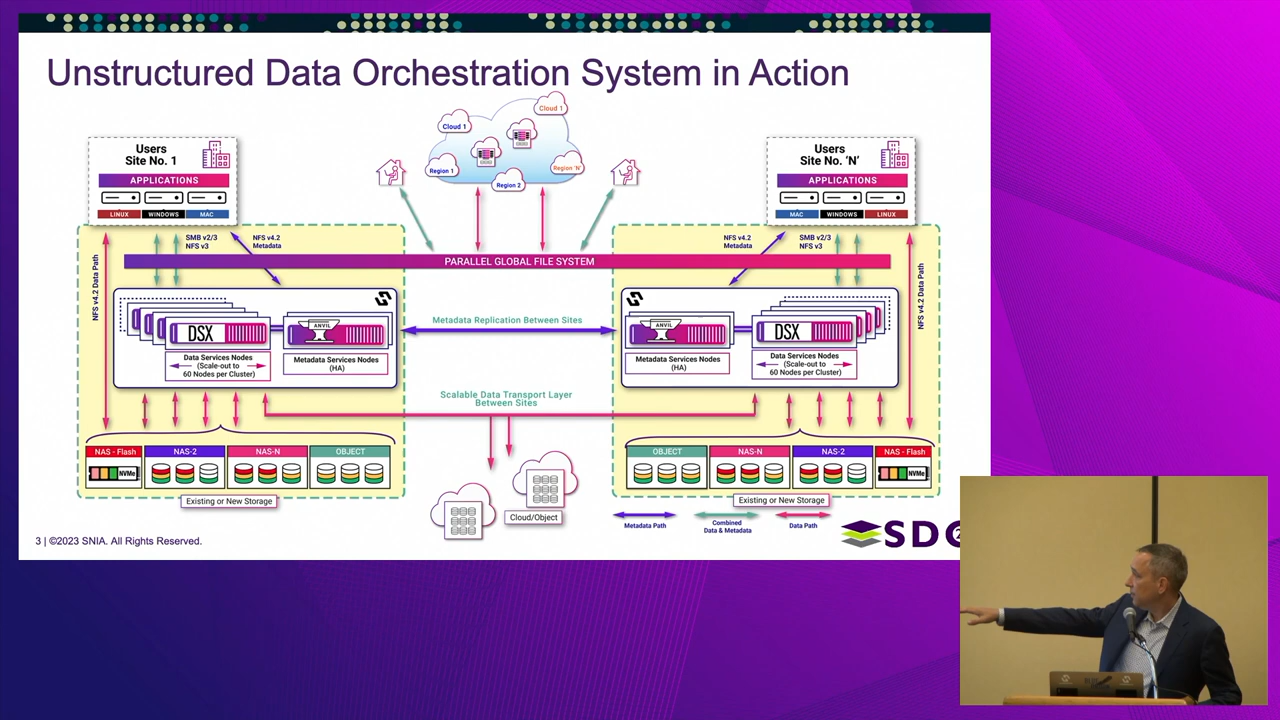 Unstructured Data Orchestration System in Action
Users
Site No. 1
APPLICATIONS
LINUX
WINDOWS
MAC
Cloud 1
Cloud 1
Region 1
Region 2
Region 'N'
Users
Site No. 'N'
APPLICATIONS
MAC
WINDOWS
LINUX
NFS v4.2 Data Path
SMB v2/3
NFS v3
NFS v4.2
Metadata
NFS v4.2
Metadata
SMB v2/3
NFS v3
NFS v4.2 Data Path
PARALLEL GLOBAL FILE SYSTEM
DSX
ANVIL
Data Services Nodes
(Scale-out to
60 Nodes per Cluster)
Metadata Services Nodes
(HA)
Metadata Replication Between Sites
ANVIL
DSX
Metadata Services Nodes
(HA)
Data Services Nodes
(Scale-out to
60 Nodes per Cluster)
Scalable Data Transport Layer
Between Sites
NAS - Flash
NAS-2
NAS-N
OBJECT
NVMe
Existing or New Storage
OBJECT
NAS-N
NAS-2
NAS - Flash
NVMe
Existing or New Storage
Cloud/Object
Metadata Path
Combined
Data & Metadata
Data Path
3 | ©2023 SNIA. All Rights Reserved.
SD